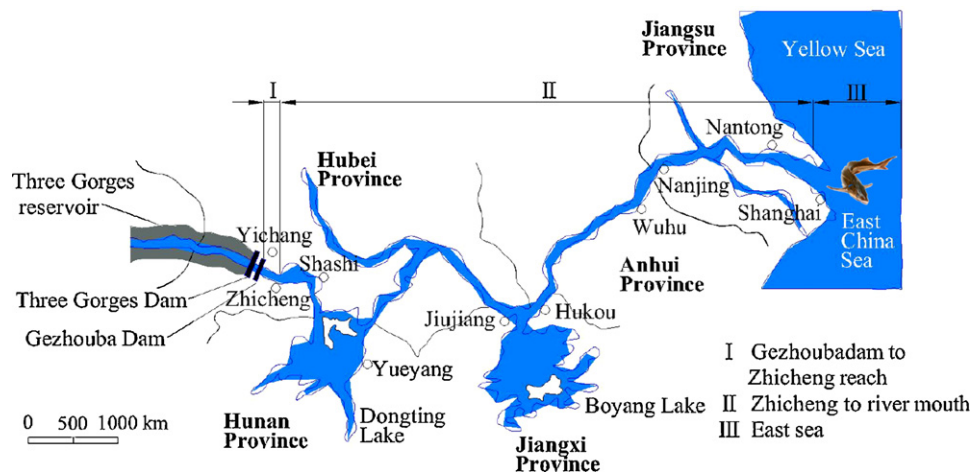 Jiangsu
Province
Yellow Sea
I
II
III
Nantong
Hubei
Province
Three Gorges
reservoir
Nanjing
Yichang
Wuhu
Shanghai
East
China
Sea
Shashi
Three Gorges Dam
Zhicheng
Anhui
Province
Gezhouba Dam
Jiujiang
Hukou
Yueyang
I Gezhoubadam to
Zhicheng reach
II Zhicheng to river mouth
III East sea
0 500 1000 km
Hunan
Province
Dongting
Lake
Boyang Lake
Jiangxi
Province